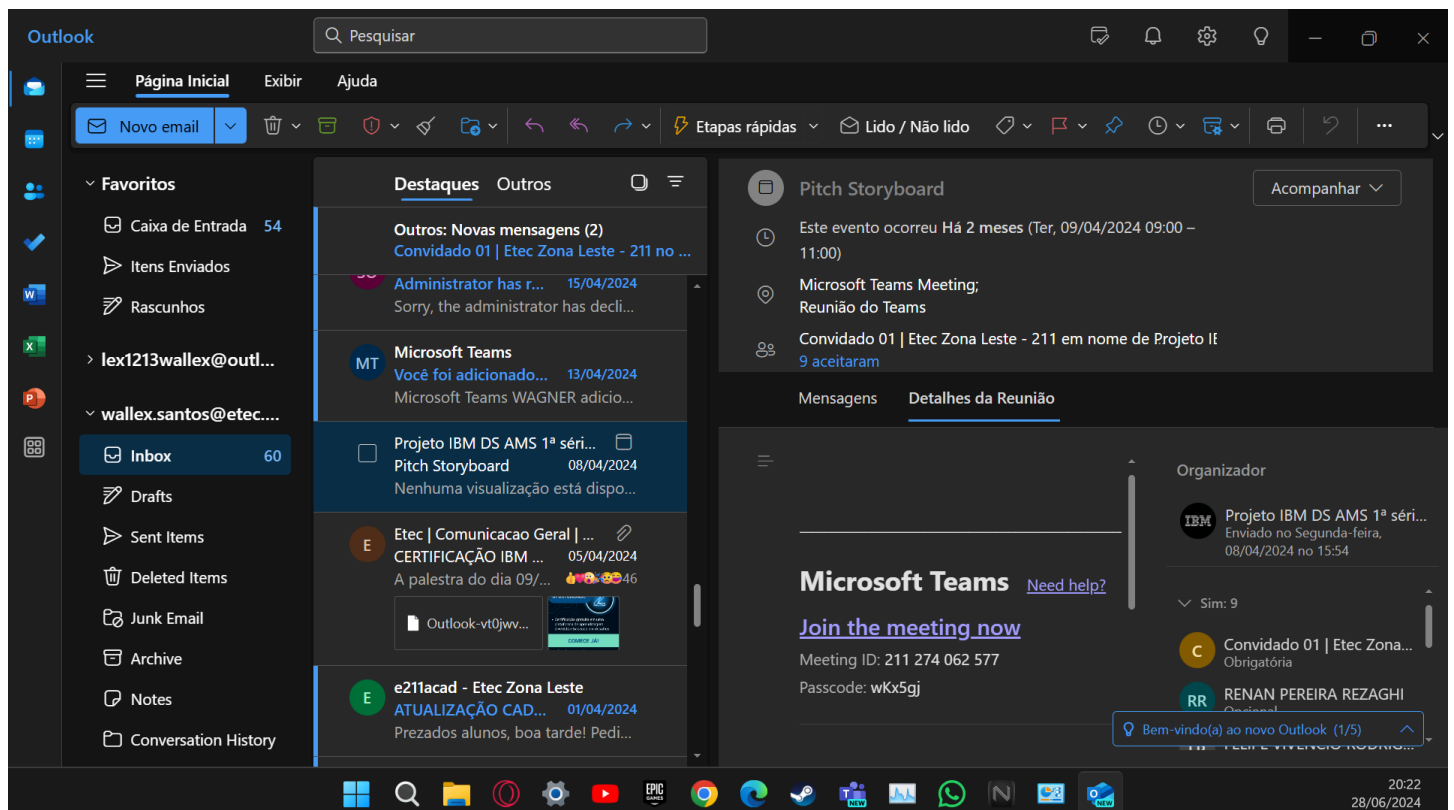 Outlook
Pesquisar
Página Inicial
Exibir
Ajuda
Novo email
Etapas rápidas
Lido / Não lido
Favoritos
Caixa de Entrada 54
Itens Enviados
Rascunhos
lex1213wallex@outl...
wallex.santos@etec....
Inbox 60
Drafts
Sent Items
Deleted Items
Junk Email
Archive
Notes
Conversation History
Destaques Outros
Outros: Novas mensagens (2)
Convidado 01 | Etec Zona Leste - 211 no ...
Administrator has r... 15/04/2024
Sorry, the administrator has decli...
MT
Microsoft Teams
Você foi adicionado... 13/04/2024
Microsoft Teams WAGNER adicio...
Projeto IBM DS AMS 1ª séri...
Pitch Storyboard 08/04/2024
Nenhuma visualização está dispo...
E
Etec | Comunicacao Geral | ...
CERTIFICAÇÃO IBM ... 05/04/2024
A palestra do dia 09/... 46
Outlook-vt0jwv...
COMECE JÁ!
E
e211acad - Etec Zona Leste
ATUALIZAÇÃO CAD... 01/04/2024
Prezados alunos, boa tarde! Pedi...
Pitch Storyboard
Acompanhar
Este evento ocorreu Há 2 meses (Ter, 09/04/2024 09:00 –
11:00)
Microsoft Teams Meeting;
Reunião do Teams
Convidado 01 | Etec Zona Leste - 211 em nome de Projeto IE
9 aceitaram
Mensagens
Detalhes da Reunião
Microsoft Teams Need help?
Join the meeting now
Meeting ID: 211 274 062 577
Passcode: wKx5gj
Organizador
IBM
Projeto IBM DS AMS 1ª séri...
Enviado no Segunda-feira,
08/04/2024 no 15:54
Sim: 9
C
Convidado 01 | Etec Zona...
Obrigatória
RR
RENAN PEREIRA REZAGHI
Opcional
Bem-vindo(a) ao novo Outlook (1/5)
EPIC
GAMES
NEW
NEW
20:22
28/06/2024